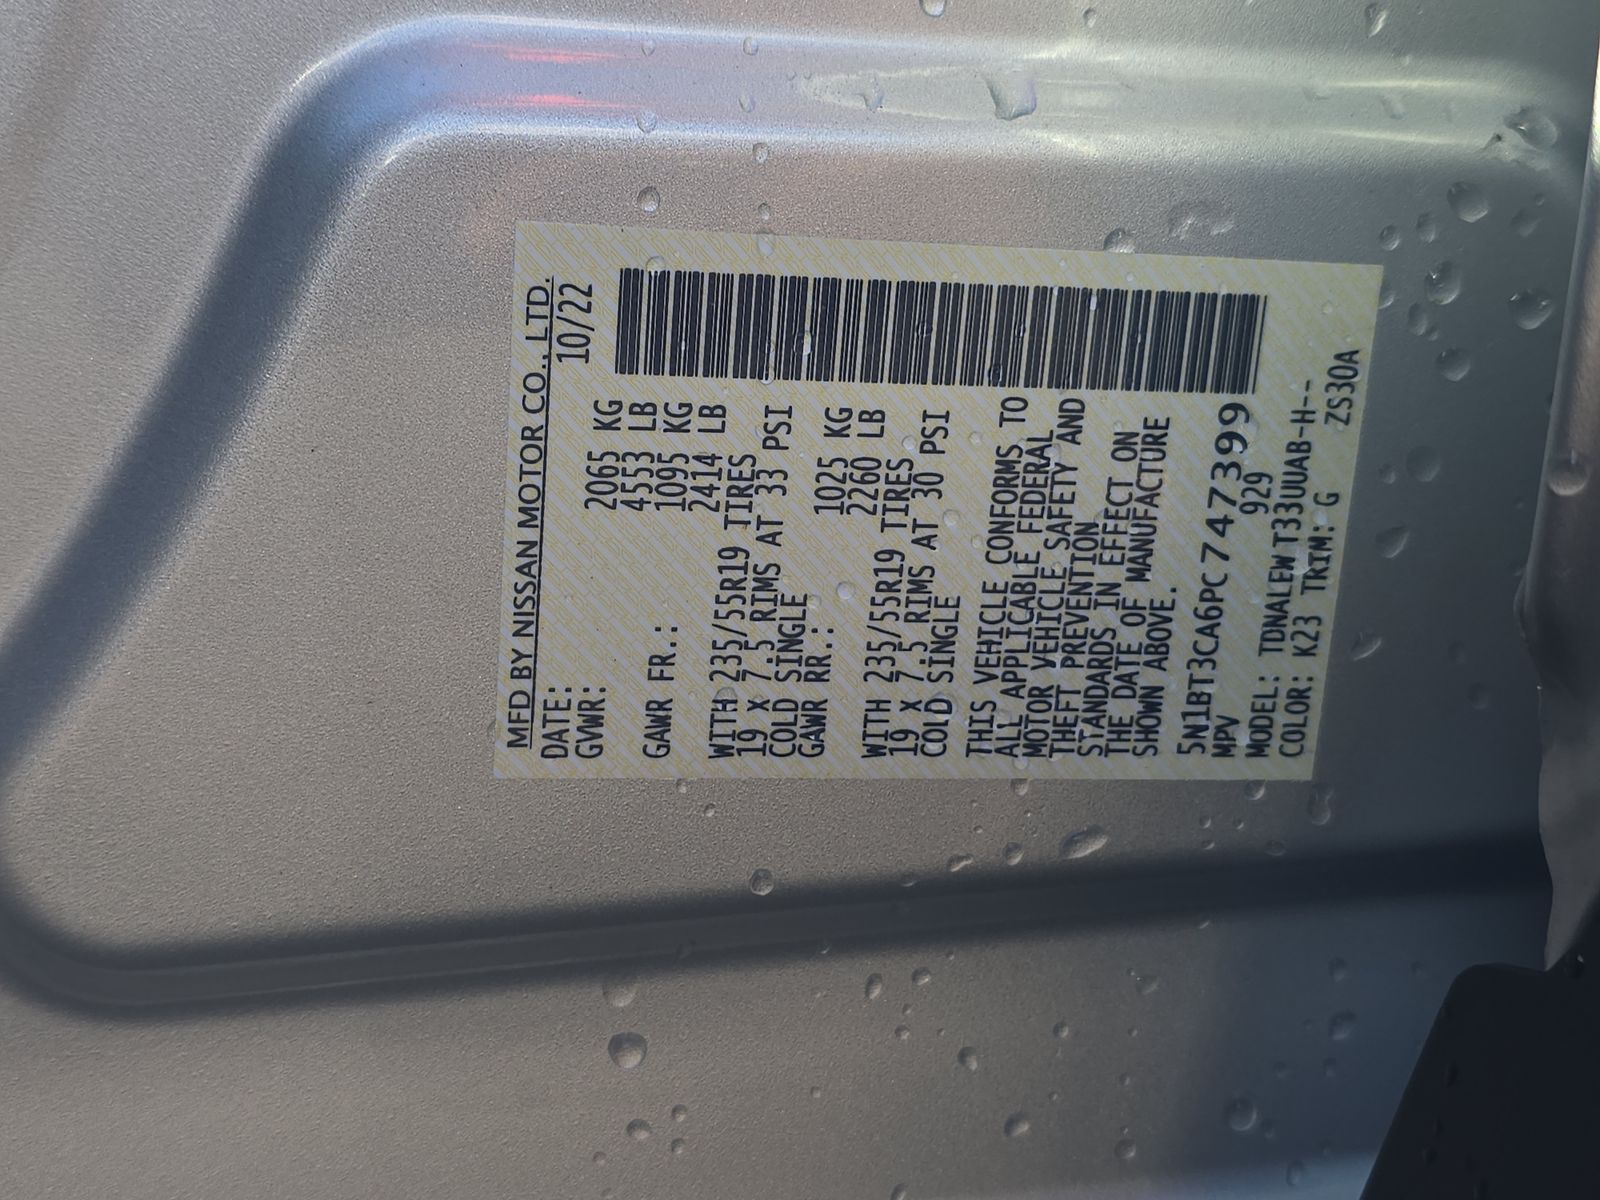 MFD BY NISSAN MOTOR CO., LTD.
DATE: 10/22
GVWR: 2065 KG
4553 LB
GAWR FR.: 1095 KG
2414 LB
WITH 235/55R19 TIRES
19 x 7.5 RIMS AT 33 PSI
COLD SINGLE
GAWR RR.: 1025 KG
2260 LB
WITH 235/55R19 TIRES
19 x 7.5 RIMS AT 30 PSI
COLD SINGLE
THIS VEHICLE CONFORMS TO
ALL APPLICABLE FEDERAL
MOTOR VEHICLE SAFETY AND
THEFT PREVENTION
STANDARDS IN EFFECT ON
THE DATE OF MANUFACTURE
SHOWN ABOVE.
5N1BT3CA6PC747399
MPV 929
MODEL: TDNALEWT33UUAB-H--
COLOR: K23 TRIM: G ZS30A